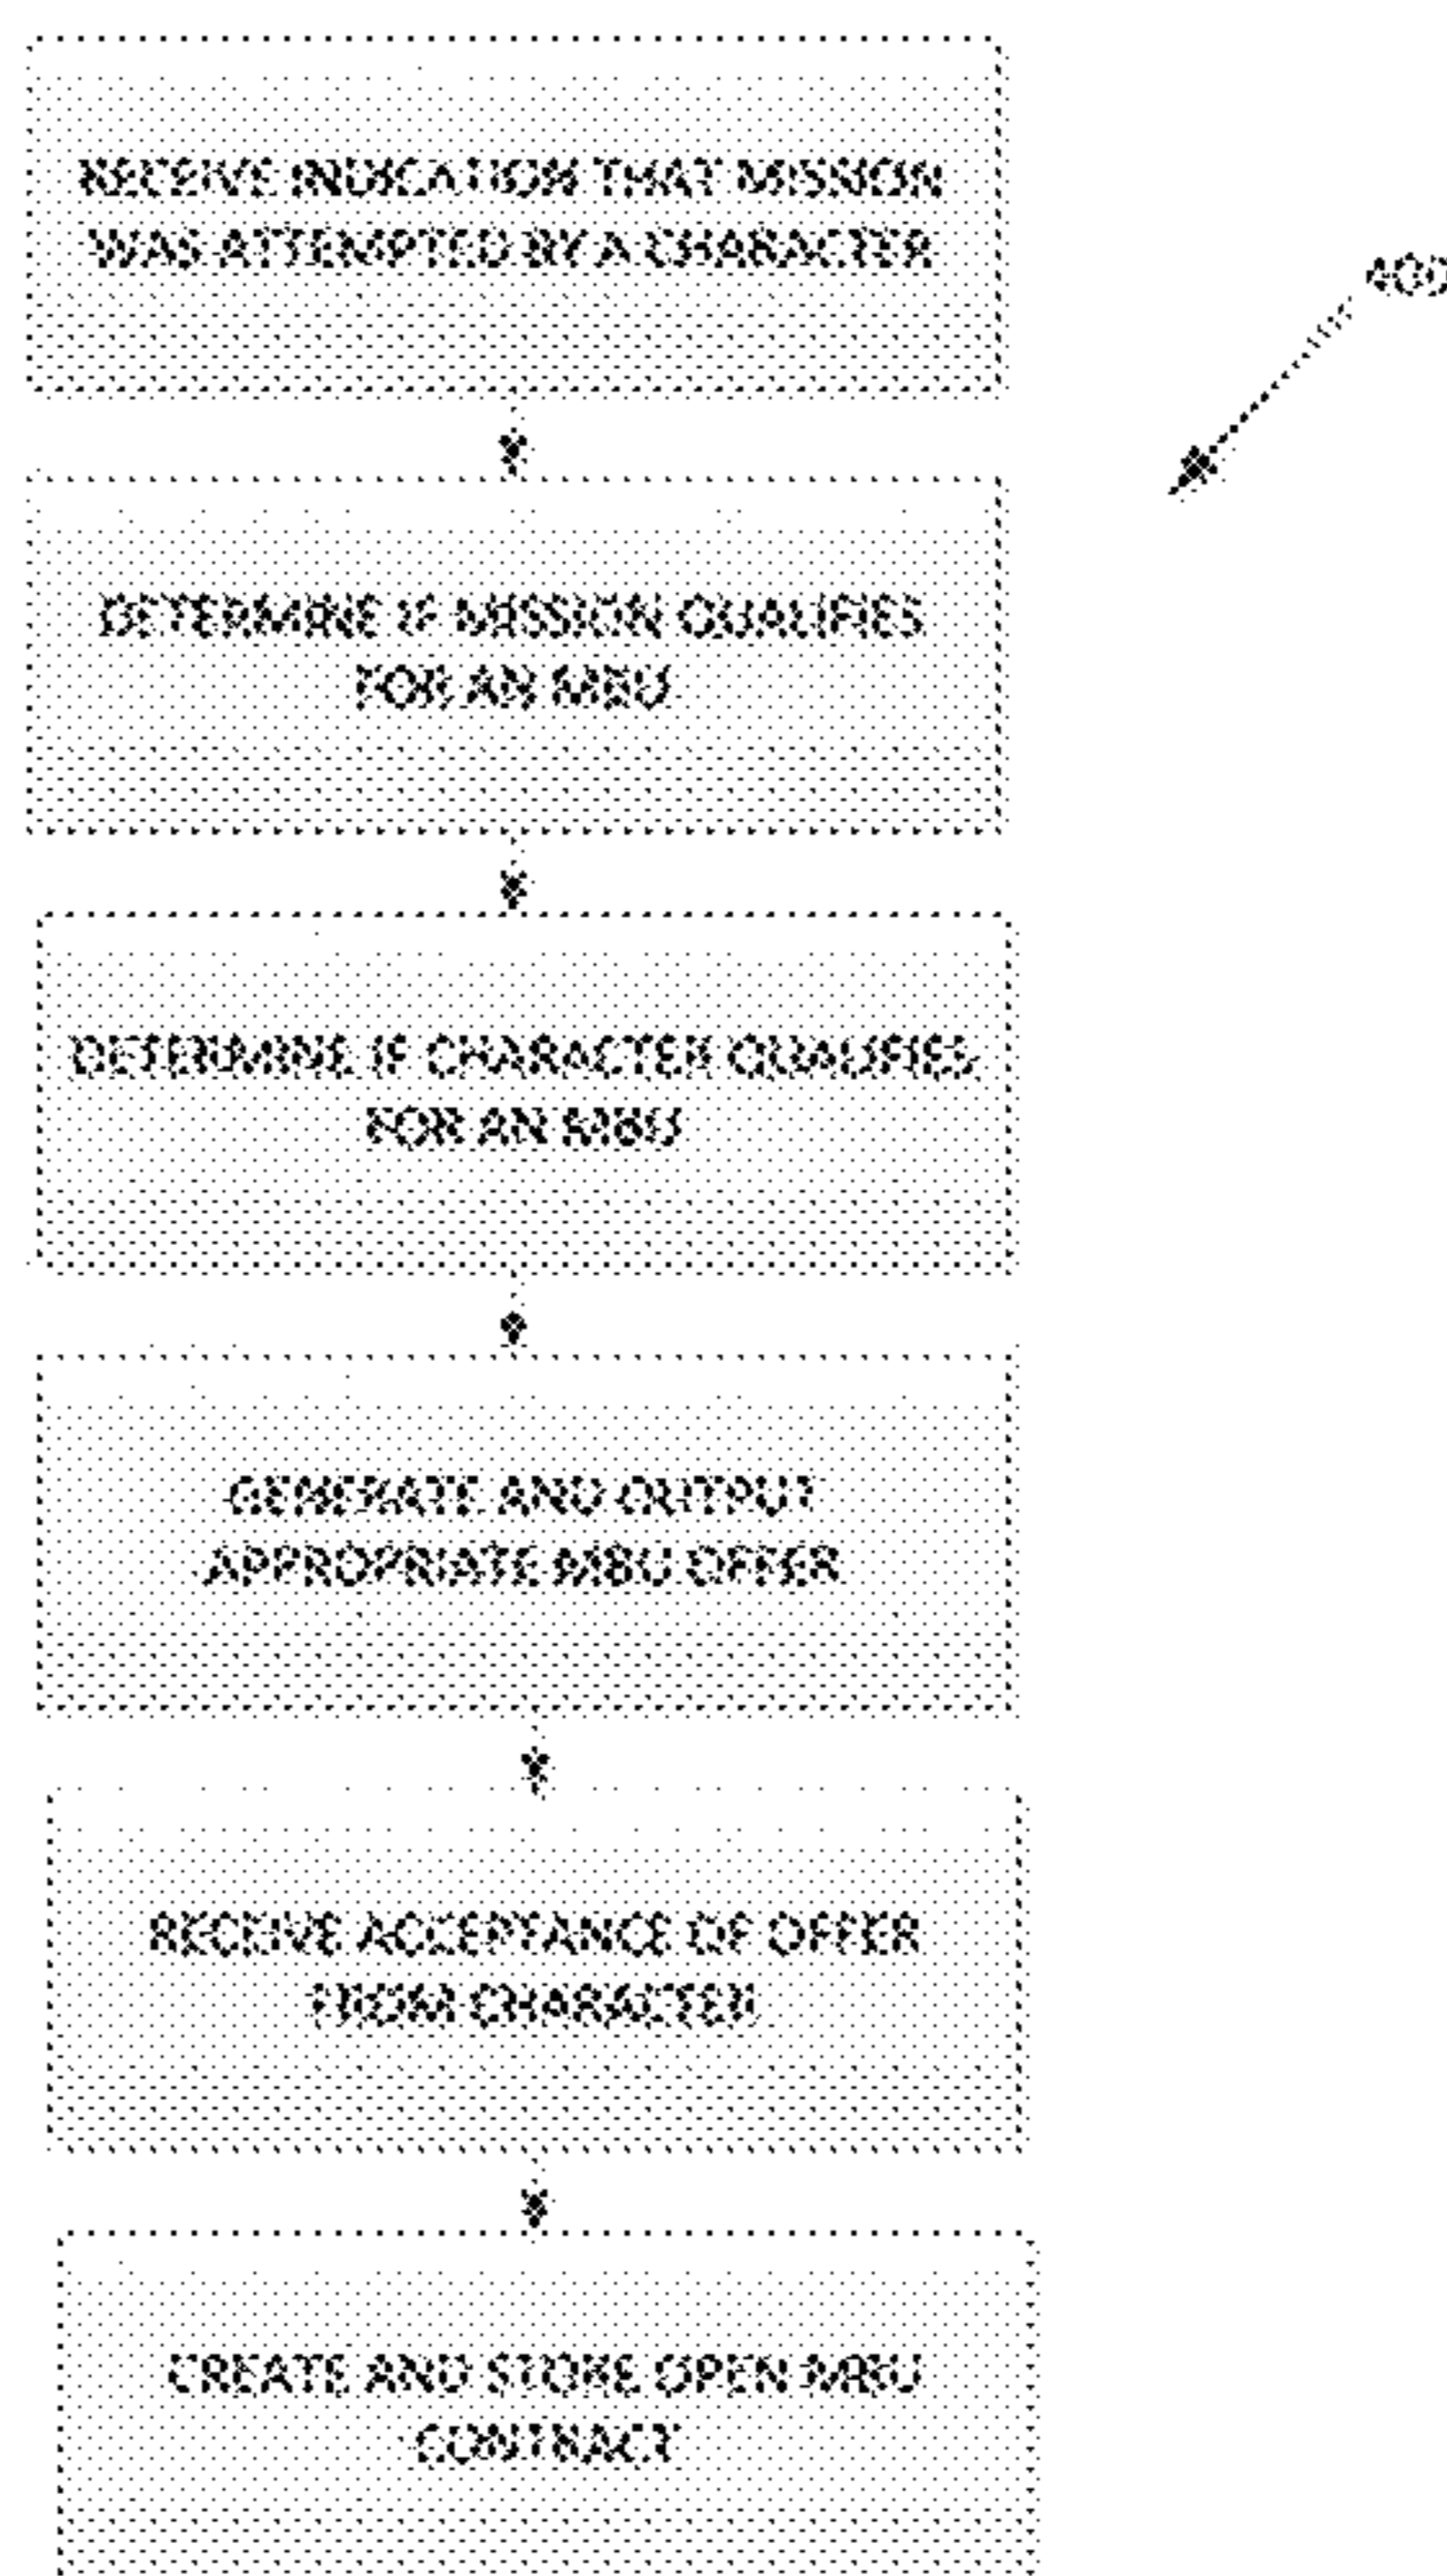 RECEIVE INDICATION THAT MISSION
WAS ATTEMPTED BY A CHARACTER
400
DETERMINE IF MISSION QUALIFIES
FOR AN MBU
DETERMINE IF CHARACTER QUALIFIES
FOR AN MBU
GENERATE AND OUTPUT
APPROPRIATE MBU OFFER
RECEIVE ACCEPTANCE OF OFFER
FROM CHARACTER
CREATE AND STORE OPEN MBU
CONTRACT